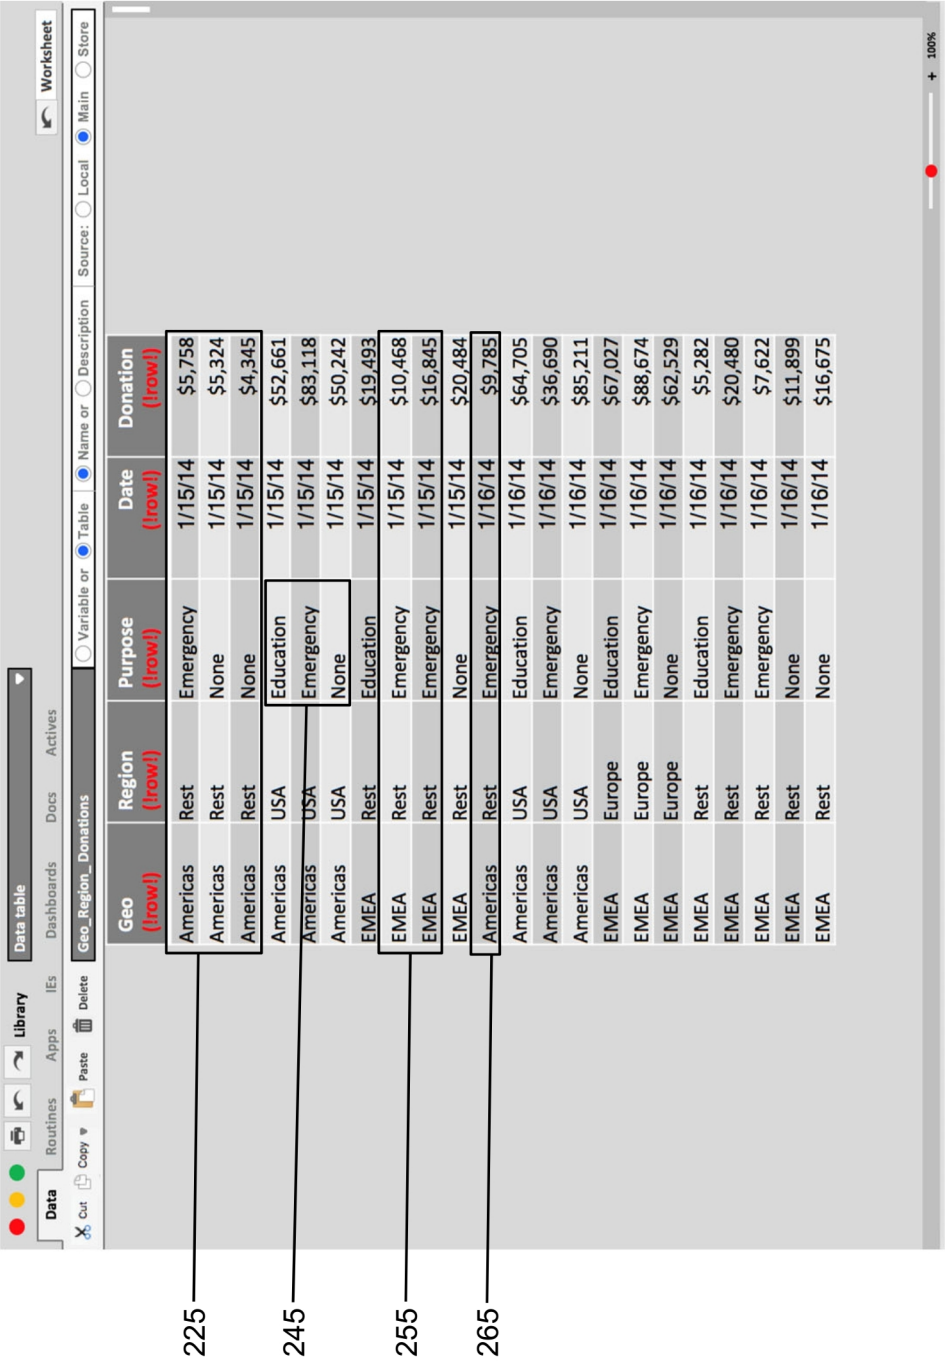 Library Data table
Worksheet
Data Routines Apps IEs Dashboards Docs Actives
Cut Copy Paste Delete Geo_Region_Donations Variable or Table Name or Description Source: Local Main Store
Geo Region Purpose Date Donation
(!row!) (!row!) (!row!) (!row!) (!row!)
225 Americas Rest Emergency 1/15/14 $5,758
Americas Rest None 1/15/14 $5,324
Americas Rest None 1/15/14 $4,345
Americas USA Education 1/15/14 $52,661
245 Americas USA Emergency 1/15/14 $83,118
Americas USA None 1/15/14 $50,242
EMEA Rest Education 1/15/14 $19,493
255 EMEA Rest Emergency 1/15/14 $10,468
EMEA Rest Emergency 1/15/14 $16,845
EMEA Rest None 1/15/14 $20,484
265 Americas Rest Emergency 1/16/14 $9,785
Americas USA Education 1/16/14 $64,705
Americas USA Emergency 1/16/14 $36,690
Americas USA None 1/16/14 $85,211
EMEA Europe Education 1/16/14 $67,027
EMEA Europe Emergency 1/16/14 $88,674
EMEA Europe None 1/16/14 $62,529
EMEA Rest Education 1/16/14 $5,282
EMEA Rest Emergency 1/16/14 $20,480
EMEA Rest Emergency 1/16/14 $7,622
EMEA Rest None 1/16/14 $11,899
EMEA Rest None 1/16/14 $16,675
+ 100%